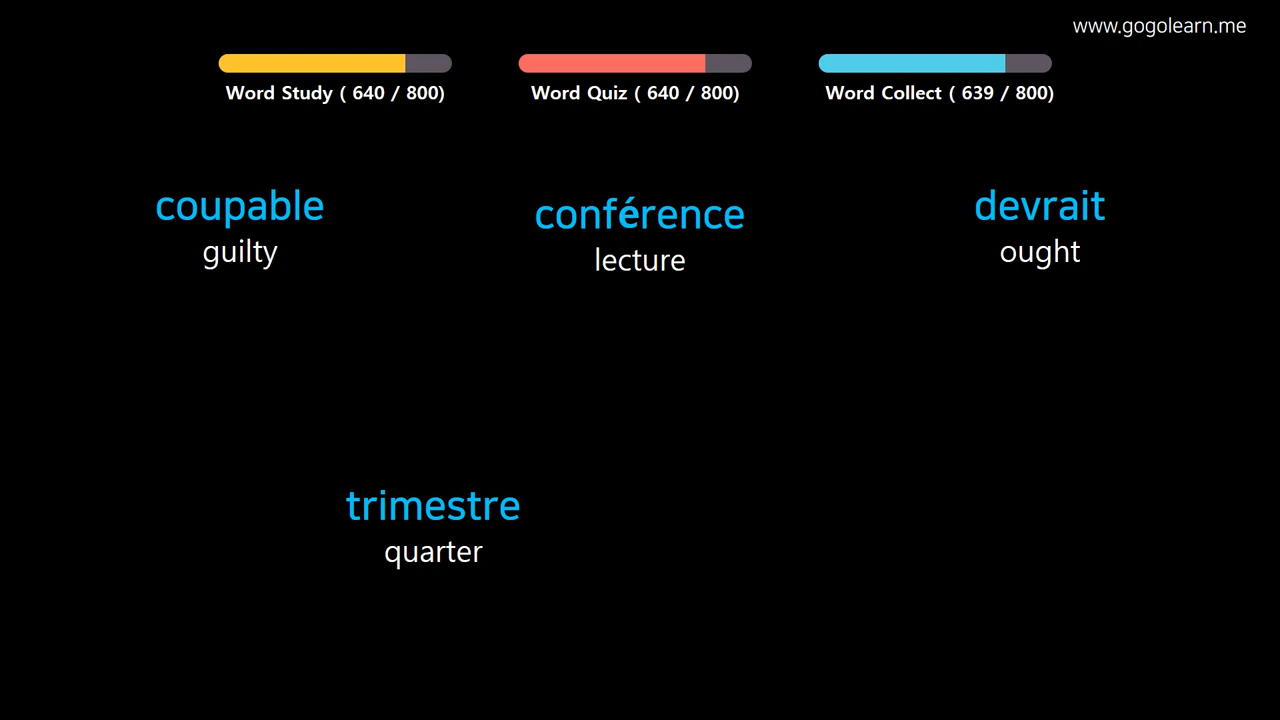 www.gogolearn.me
Word Study ( 640 / 800)
Word Quiz ( 640 / 800)
Word Collect ( 639 / 800)
coupable
guilty
conférence
lecture
devrait
ought
trimestre
quarter